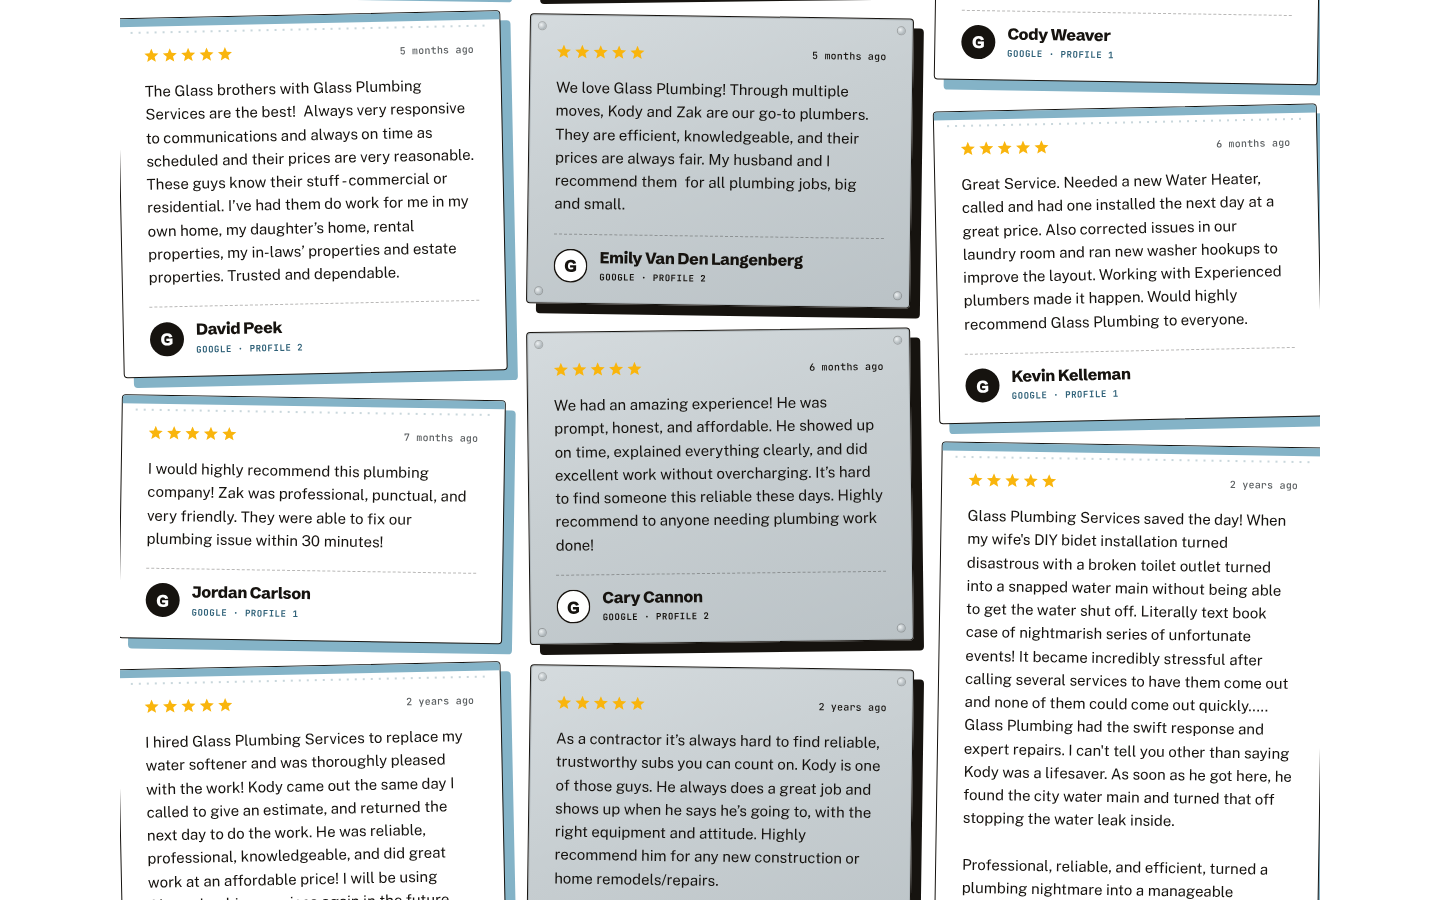 5 months ago
The Glass brothers with Glass Plumbing
Services are the best!  Always very responsive
to communications and always on time as
scheduled and their prices are very reasonable.
These guys know their stuff - commercial or
residential. I’ve had them do work for me in my
own home, my daughter’s home, rental
properties, my in-laws’ properties and estate
properties. Trusted and dependable.
G
David Peek
GOOGLE · PROFILE 2
7 months ago
I would highly recommend this plumbing
company! Zak was professional, punctual, and
very friendly. They were able to fix our
plumbing issue within 30 minutes!
G
Jordan Carlson
GOOGLE · PROFILE 1
2 years ago
I hired Glass Plumbing Services to replace my
water softener and was thoroughly pleased
with the work! Kody came out the same day I
called to give an estimate, and returned the
next day to do the work. He was reliable,
professional, knowledgeable, and did great
work at an affordable price! I will be using
5 months ago
We love Glass Plumbing! Through multiple
moves, Kody and Zak are our go-to plumbers.
They are efficient, knowledgeable, and their
prices are always fair. My husband and I
recommend them  for all plumbing jobs, big
and small.
G
Emily Van Den Langenberg
GOOGLE · PROFILE 2
6 months ago
We had an amazing experience! He was
prompt, honest, and affordable. He showed up
on time, explained everything clearly, and did
excellent work without overcharging. It’s hard
to find someone this reliable these days. Highly
recommend to anyone needing plumbing work
done!
G
Cary Cannon
GOOGLE · PROFILE 2
2 years ago
As a contractor it’s always hard to find reliable,
trustworthy subs you can count on. Kody is one
of those guys. He always does a great job and
shows up when he says he’s going to, with the
right equipment and attitude. Highly
recommend him for any new construction or
home remodels/repairs.
G
Cody Weaver
GOOGLE · PROFILE 1
6 months ago
Great Service. Needed a new Water Heater,
called and had one installed the next day at a
great price. Also corrected issues in our
laundry room and ran new washer hookups to
improve the layout. Working with Experienced
plumbers made it happen. Would highly
recommend Glass Plumbing to everyone.
G
Kevin Kelleman
GOOGLE · PROFILE 1
2 years ago
Glass Plumbing Services saved the day! When
my wife's DIY bidet installation turned
disastrous with a broken toilet outlet turned
into a snapped water main without being able
to get the water shut off. Literally text book
case of nightmarish series of unfortunate
events! It became incredibly stressful after
calling several services to have them come out
and none of them could come out quickly.....
Glass Plumbing had the swift response and
expert repairs. I can't tell you other than saying
Kody was a lifesaver. As soon as he got here, he
found the city water main and turned that off
stopping the water leak inside.
Professional, reliable, and efficient, turned a
plumbing nightmare into a manageable